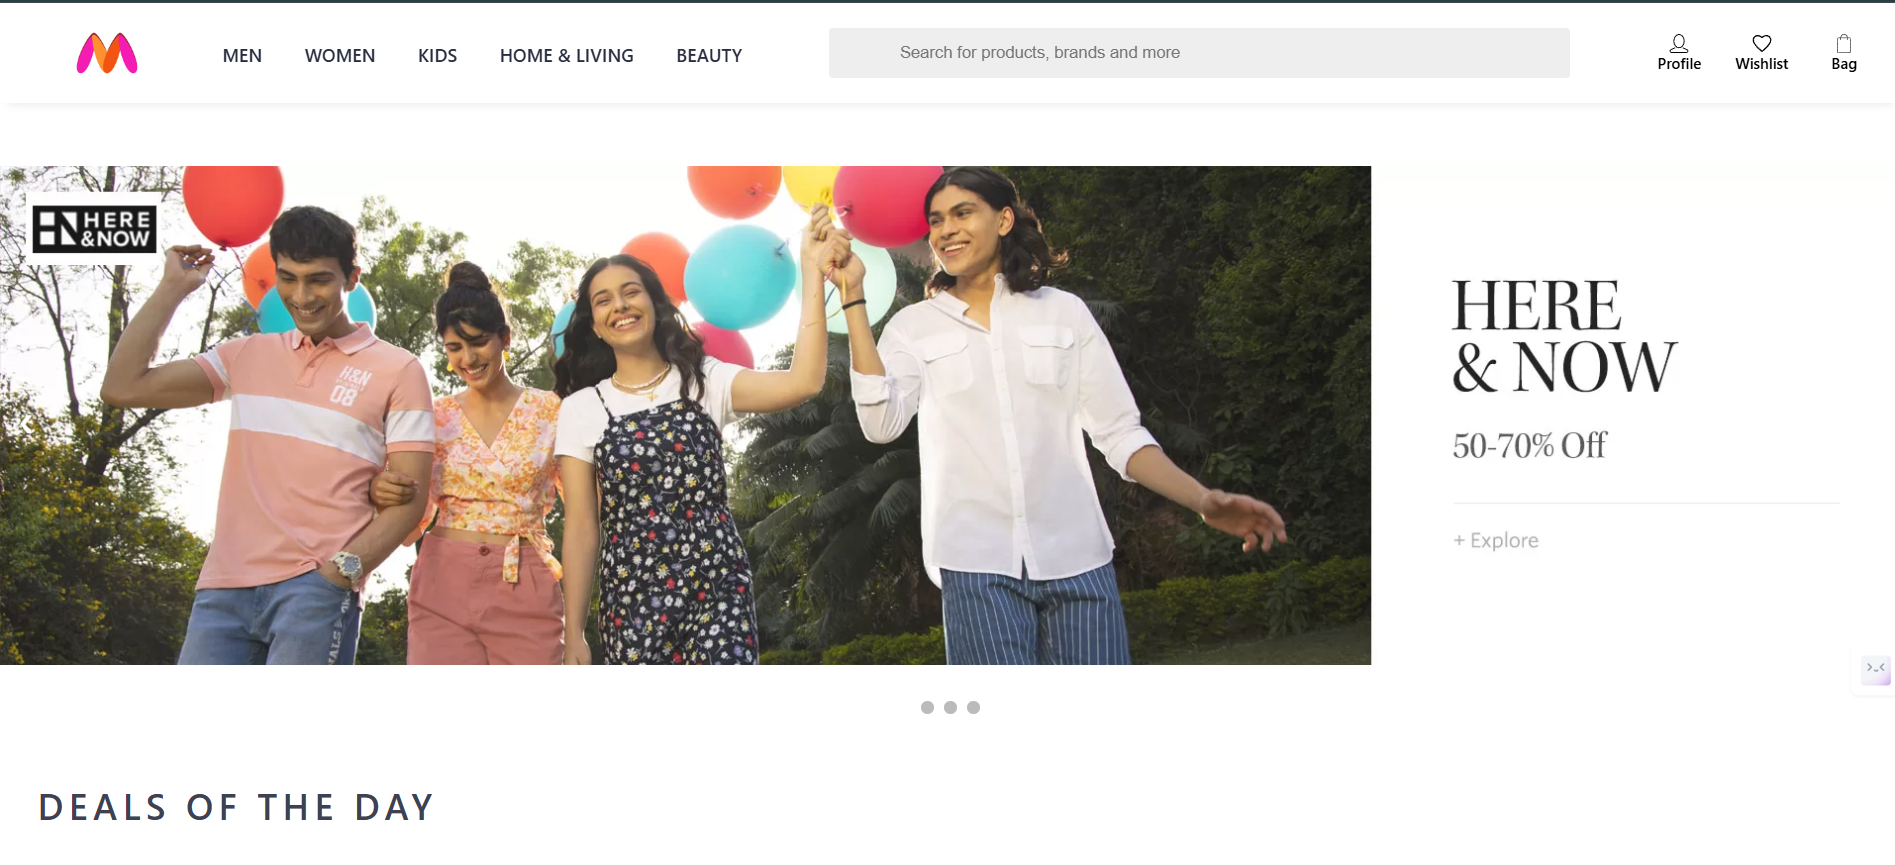 MEN WOMEN KIDS HOME & LIVING BEAUTY
Search for products, brands and more
Profile Wishlist Bag
HERE
&NOW
H&N
08
HERE
& NOW
50-70% Off
+ Explore
DEALS OF THE DAY